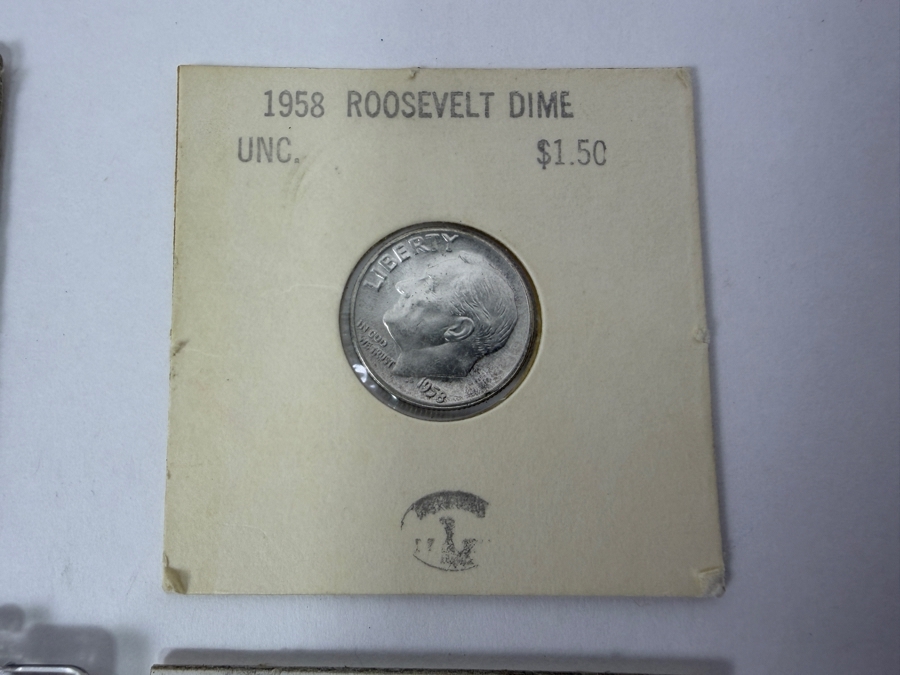 1958 ROOSEVELT DIME
UNC. $1.50
LIBERTY
IN GOD
WE TRUST
1958